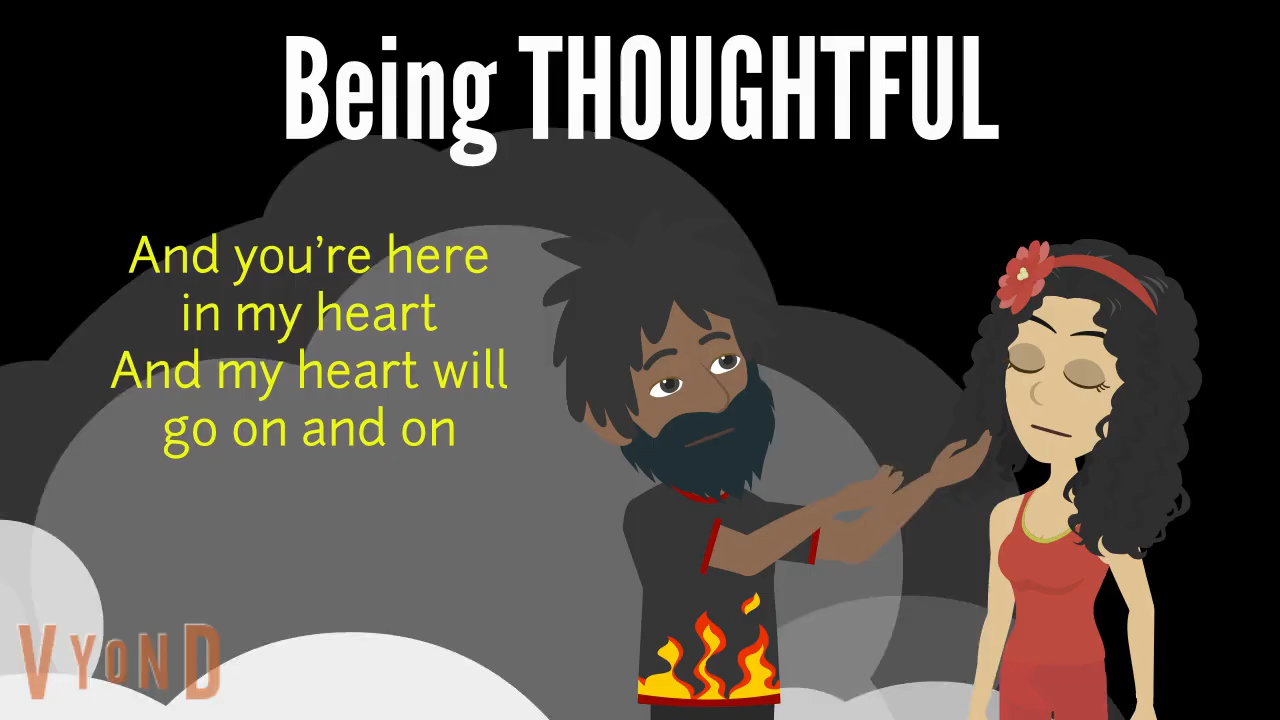 Being THOUGHTFUL
And you’re here
in my heart
And my heart will
go on and on
VYOND